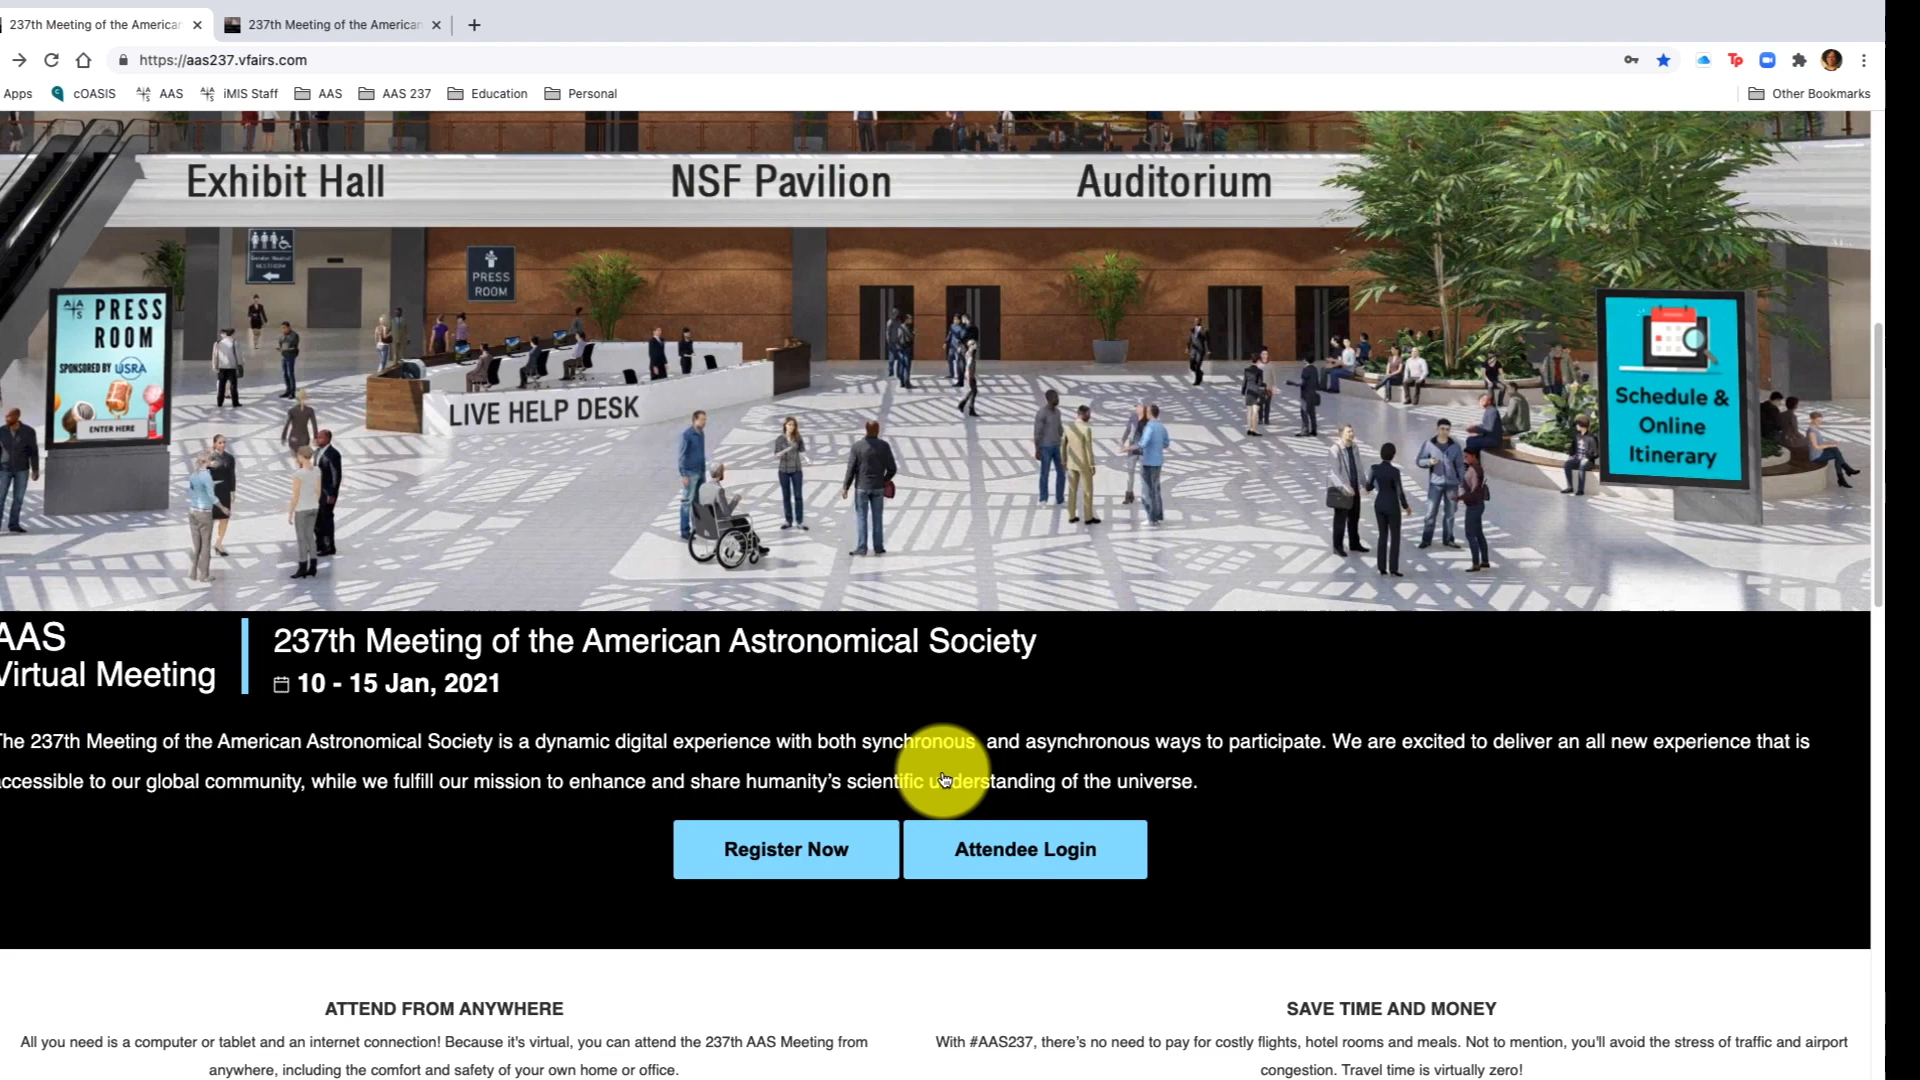 237th Meeting of the American
237th Meeting of the American
https://aas237.vfairs.com
Apps cOASIS AAS iMIS Staff AAS AAS 237 Education Personal Other Bookmarks
Exhibit Hall NSF Pavilion Auditorium
PRESS
ROOM
AAS
PRESS
ROOM
SPONSORED BY USRA
ENTER HERE
LIVE HELP DESK
Schedule &
Online
Itinerary
AAS
Virtual Meeting
237th Meeting of the American Astronomical Society
10 - 15 Jan, 2021
The 237th Meeting of the American Astronomical Society is a dynamic digital experience with both synchronous and asynchronous ways to participate. We are excited to deliver an all new experience that is
accessible to our global community, while we fulfill our mission to enhance and share humanity's scientific understanding of the universe.
Register Now Attendee Login
ATTEND FROM ANYWHERE
All you need is a computer or tablet and an internet connection! Because it's virtual, you can attend the 237th AAS Meeting from
anywhere, including the comfort and safety of your own home or office.
SAVE TIME AND MONEY
With #AAS237, there's no need to pay for costly flights, hotel rooms and meals. Not to mention, you'll avoid the stress of traffic and airport
congestion. Travel time is virtually zero!